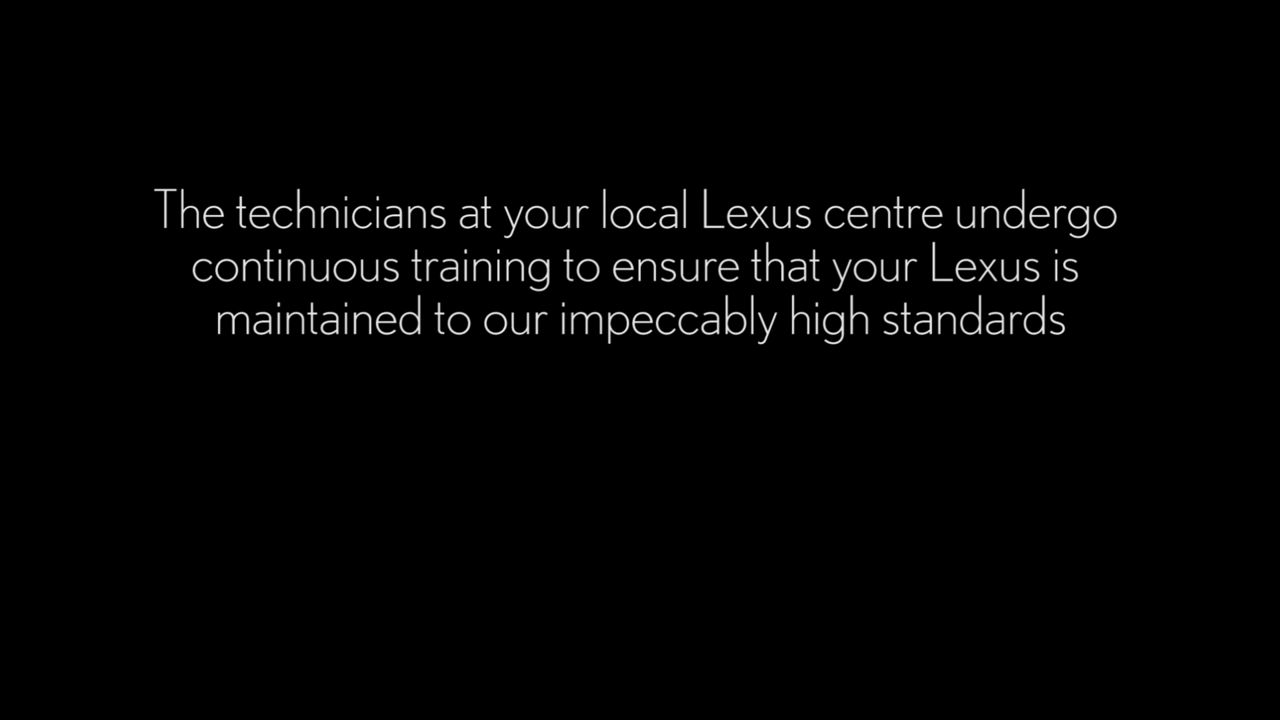 The technicians at your local Lexus centre undergo
continuous training to ensure that your Lexus is
maintained to our impeccably high standards